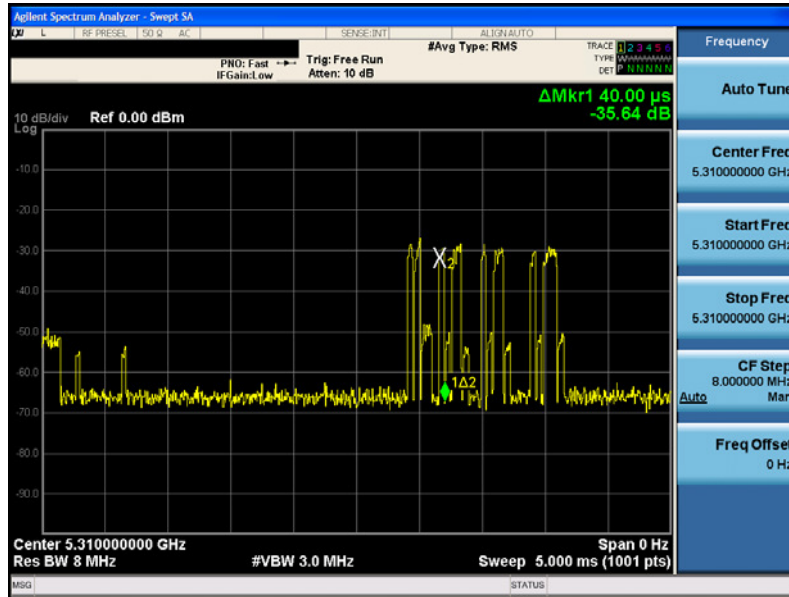 Agilent Spectrum Analyzer - Swept SA
L RF PRESEL 50 Ω AC SENSE:INT ALIGNAUTO
#Avg Type: RMS
TRACE 1 2 3 4 5 6
TYPE
DET P N N N N N
PNO: Fast Trig: Free Run
IFGain:Low Atten: 10 dB
ΔMkr1 40.00 µs
-35.64 dB
10 dB/div Ref 0.00 dBm
Log
-10.0
-20.0
-30.0
X2
-40.0
-50.0
-60.0
1Δ2
-70.0
-80.0
-90.0
Center 5.310000000 GHz Span 0 Hz
Res BW 8 MHz #VBW 3.0 MHz Sweep 5.000 ms (1001 pts)
MSG STATUS
Frequency
Auto Tune
Center Freq
5.310000000 GHz
Start Freq
5.310000000 GHz
Stop Freq
5.310000000 GHz
CF Step
8.000000 MHz
Auto Man
Freq Offset
0 Hz